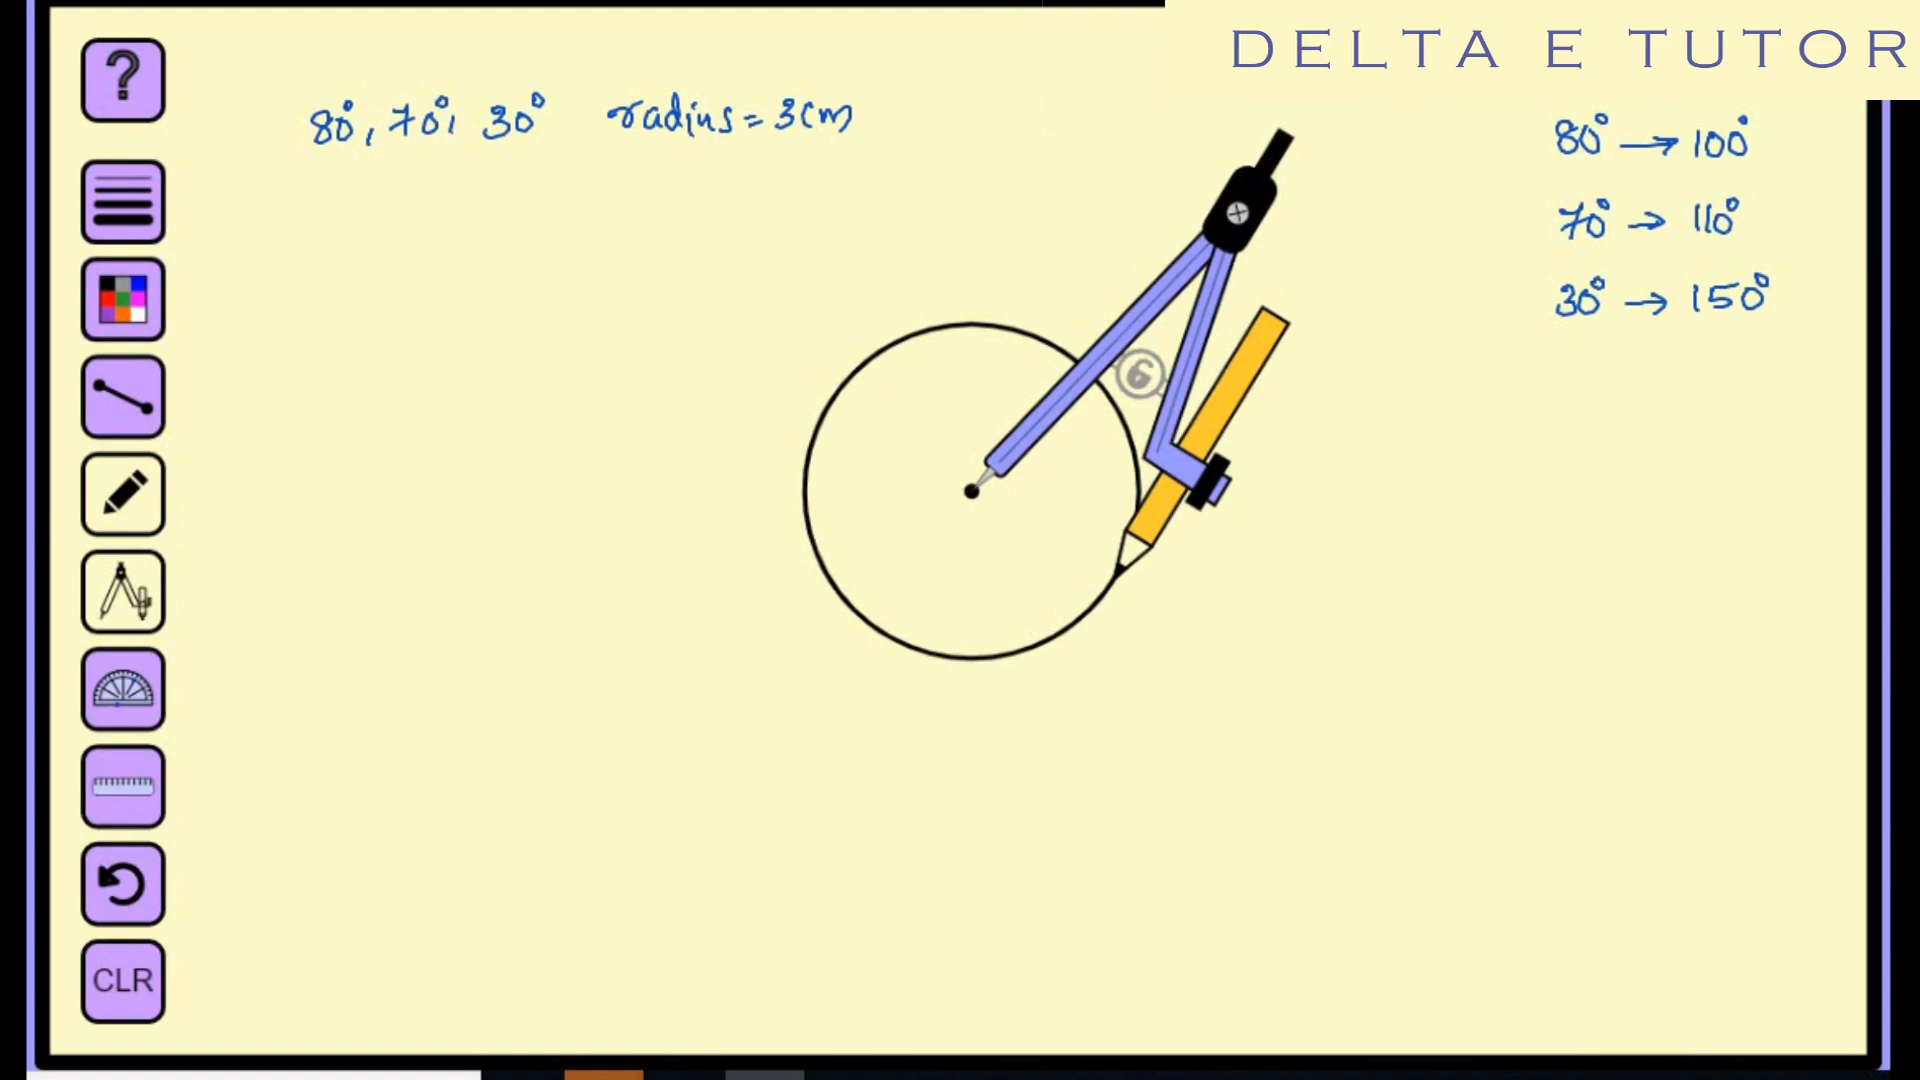 DELTA E TUTOR
80°, 70°, 30° radius = 3cm
80° → 100°
70° → 110°
30° → 150°
?
CLR